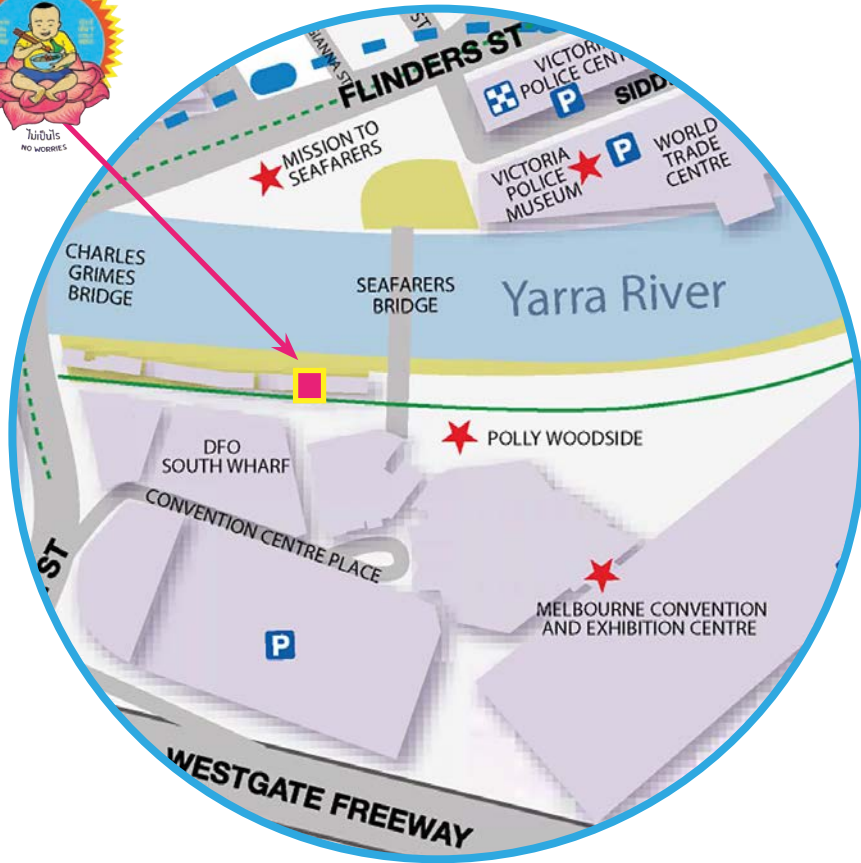 ไม่เป็นไร
NO WORRIES
ST
FLINDERS ST
VICTORIA
POLICE CENT
P
MISSION TO
SEAFARERS
VICTORIA
POLICE
MUSEUM
P
WORLD
TRADE
CENTRE
CHARLES
GRIMES
BRIDGE
SEAFARERS
BRIDGE
Yarra River
DFO
SOUTH WHARF
POLLY WOODSIDE
CONVENTION CENTRE PLACE
ST
MELBOURNE CONVENTION
AND EXHIBITION CENTRE
P
WESTGATE FREEWAY